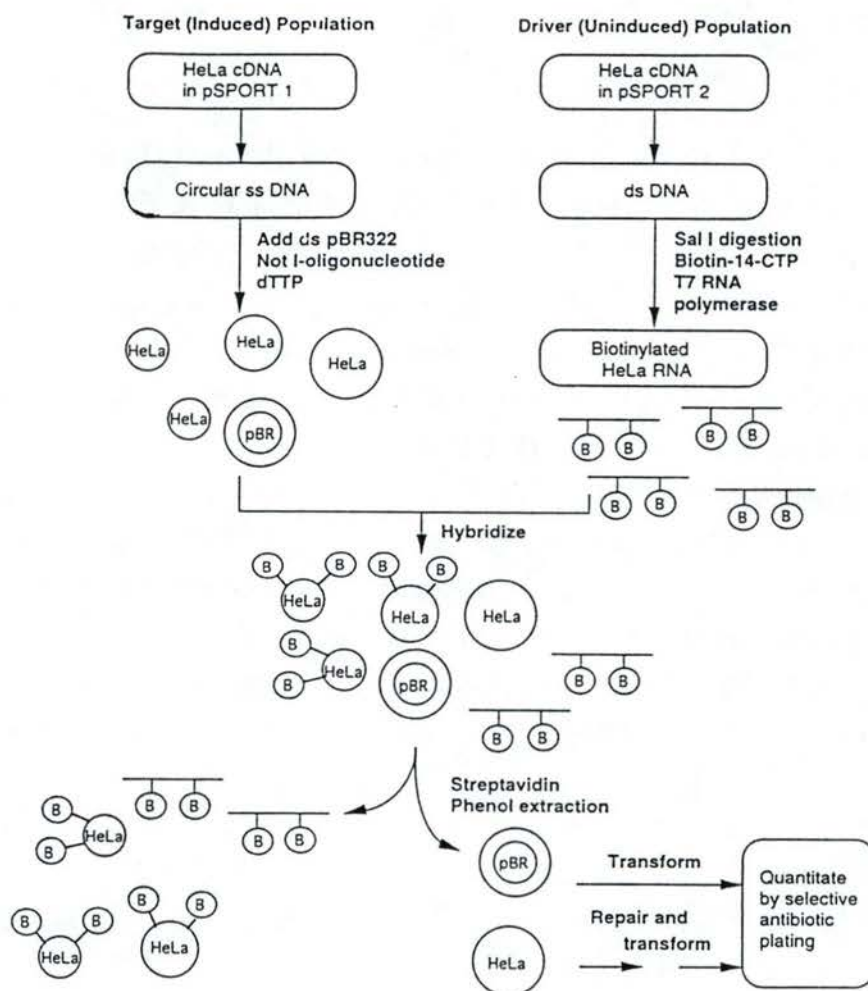 Target (Induced) Population
Driver (Uninduced) Population
HeLa cDNA
in pSPORT 1
HeLa cDNA
in pSPORT 2
Circular ss DNA
ds DNA
Add ds pBR322
Not I-oligonucleotide
dTTP
Sal I digestion
Biotin-14-CTP
T7 RNA
polymerase
HeLa
HeLa
HeLa
HeLa
pBR
Biotinylated
HeLa RNA
B B
B B
B B
B B
Hybridize
B B
HeLa
B B
HeLa
HeLa
B
B
HeLa
pBR
B B
B B
Streptavidin
Phenol extraction
B
B
HeLa
B B
B B
B B
HeLa
B B
HeLa
pBR
Transform
HeLa
Repair and
transform
Quantitate
by selective
antibiotic
plating